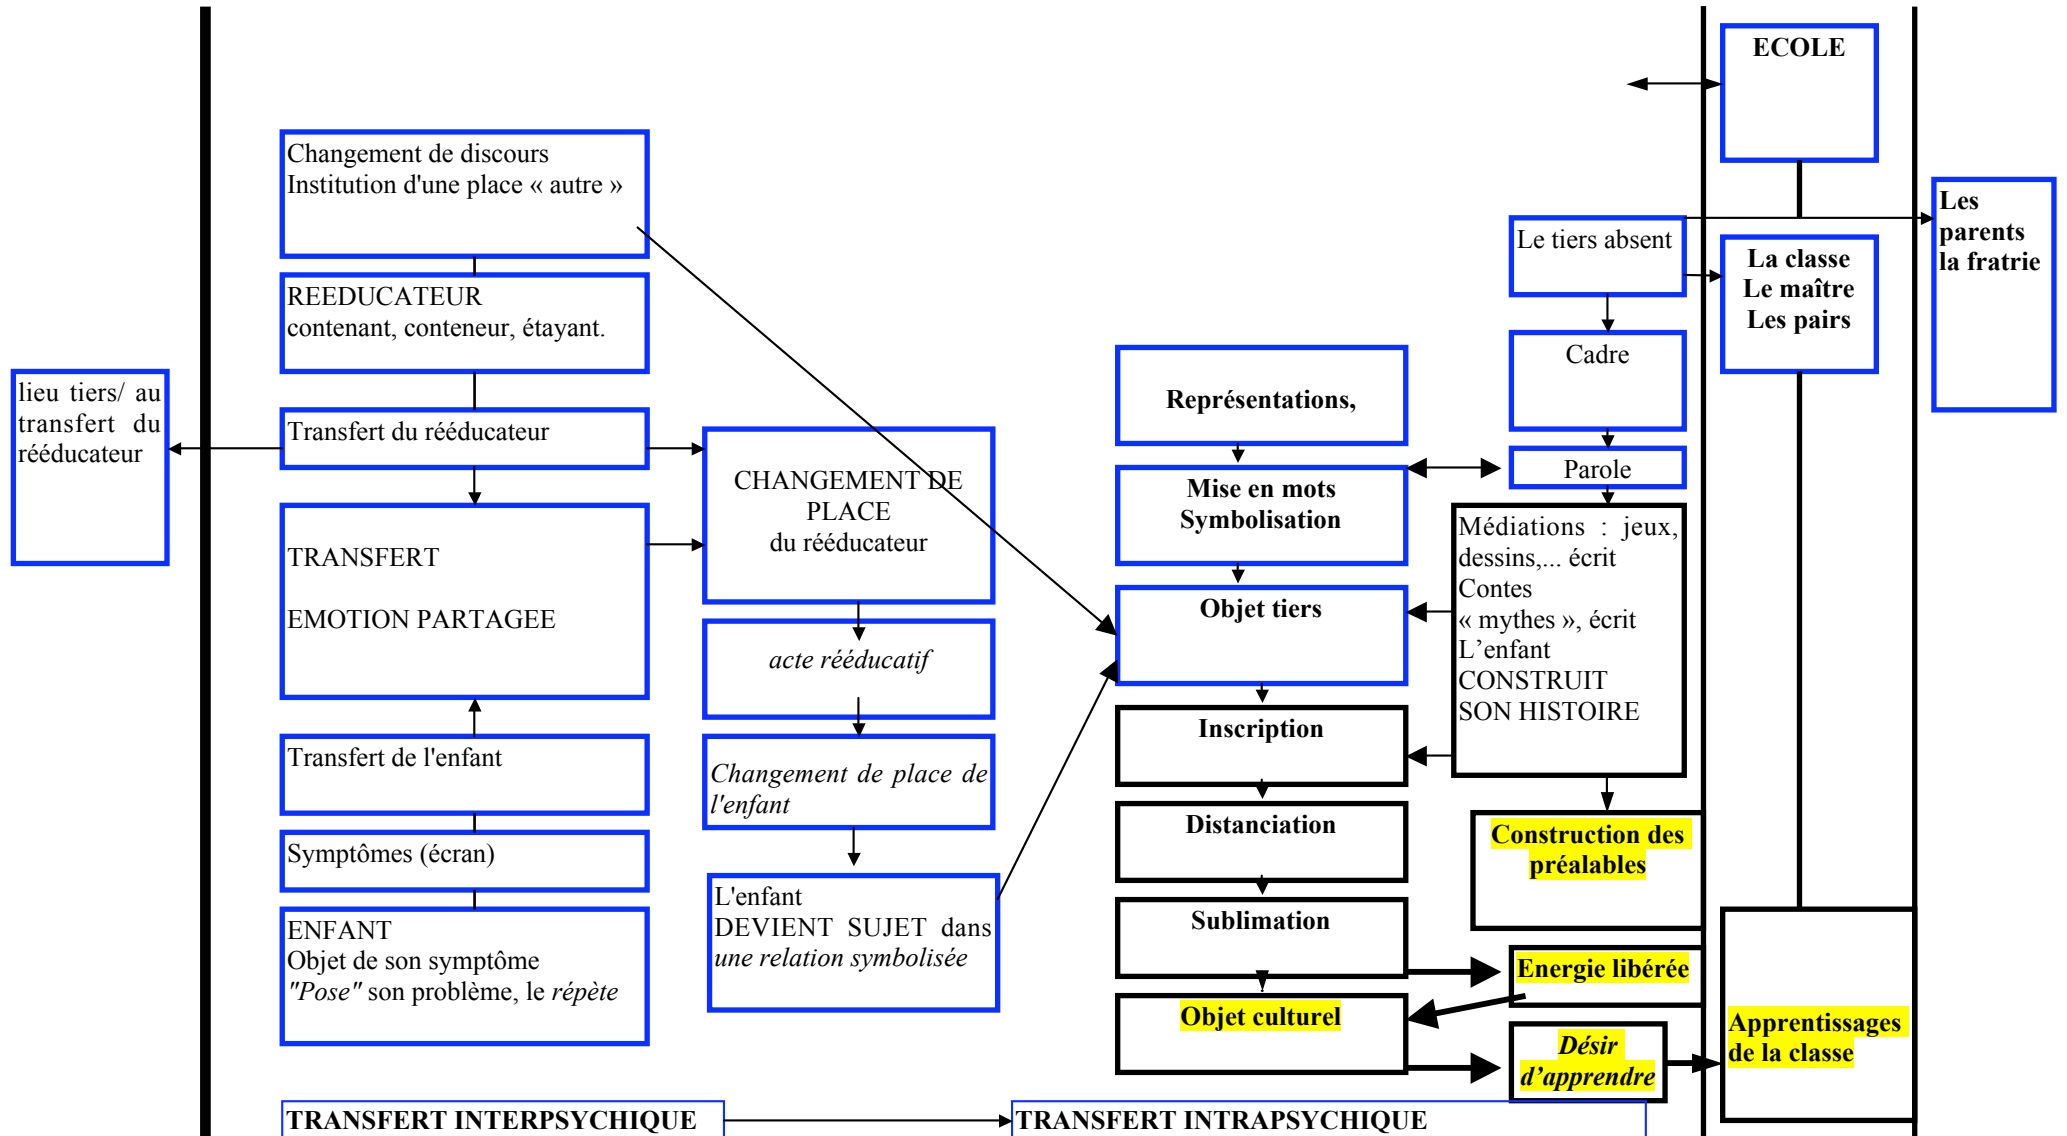 ECOLE
Changement de discours
Institution d'une place « autre »
Les
parents
la fratrie
Le tiers absent
La classe
Le maître
Les pairs
REEDUCATEUR
contenant, conteneur, étayant.
Cadre
lieu tiers/ au
transfert du
rééducateur
Représentations,
Transfert du rééducateur
CHANGEMENT DE
PLACE
du rééducateur
Parole
Mise en mots
Symbolisation
Médiations : jeux,
dessins,... écrit
Contes
« mythes », écrit
L’enfant
CONSTRUIT
SON HISTOIRE
TRANSFERT
EMOTION PARTAGEE
Objet tiers
acte rééducatif
Inscription
Transfert de l'enfant
Changement de place de
l'enfant
Distanciation
Construction des
préalables
Symptômes (écran)
L'enfant
DEVIENT SUJET dans
une relation symbolisée
Sublimation
ENFANT
Objet de son symptôme
"Pose" son problème, le répète
Energie libérée
Objet culturel
Apprentissages
de la classe
Désir
d’apprendre
TRANSFERT INTERPSYCHIQUE
TRANSFERT INTRAPSYCHIQUE